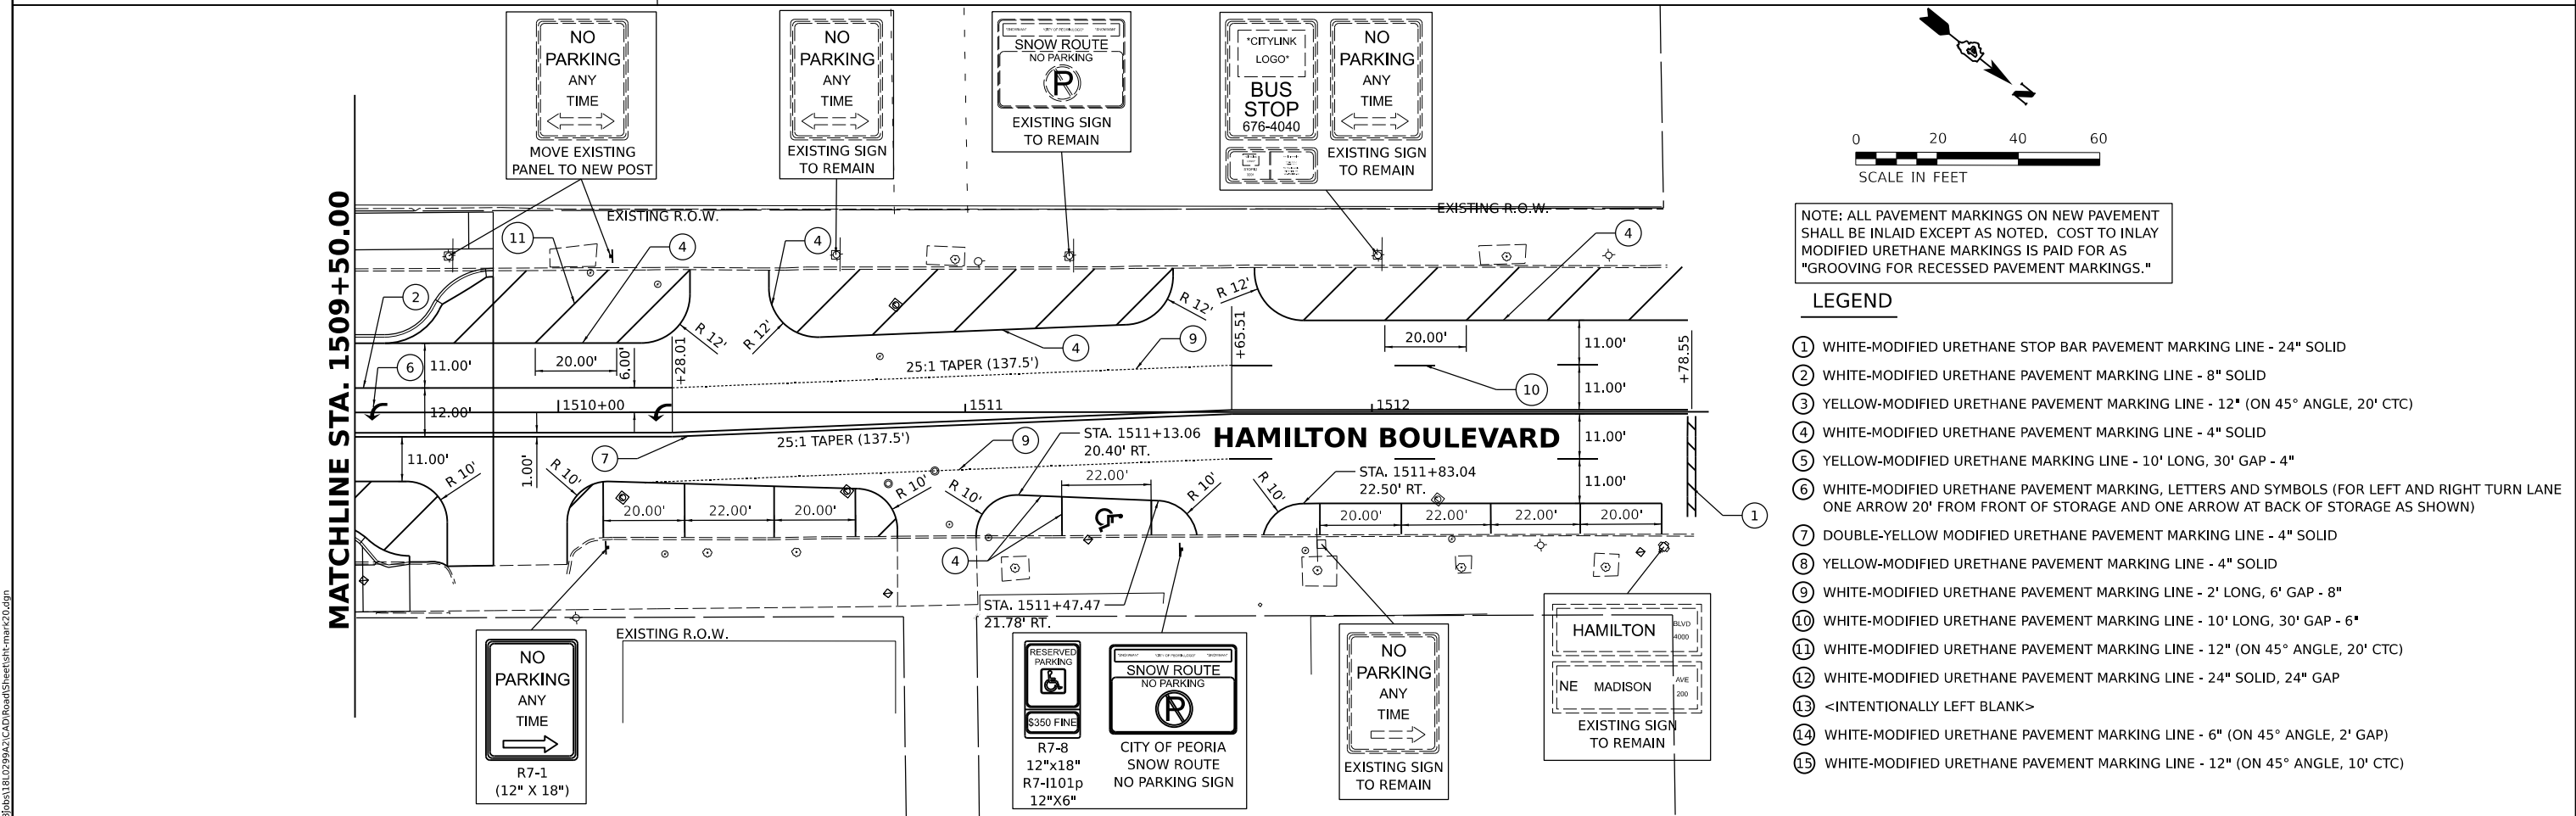 NO
PARKING
ANY
TIME
MOVE EXISTING
PANEL TO NEW POST
NO
PARKING
ANY
TIME
EXISTING SIGN
TO REMAIN
SNOW ROUTE
NO PARKING
P
EXISTING SIGN
TO REMAIN
*CITYLINK
LOGO*
BUS
STOP
676-4040
NO
PARKING
ANY
TIME
EXISTING SIGN
TO REMAIN
N
0 20 40 60
SCALE IN FEET
NOTE: ALL PAVEMENT MARKINGS ON NEW PAVEMENT
SHALL BE INLAID EXCEPT AS NOTED. COST TO INLAY
MODIFIED URETHANE MARKINGS IS PAID FOR AS
"GROOVING FOR RECESSED PAVEMENT MARKINGS."
LEGEND
1 WHITE-MODIFIED URETHANE STOP BAR PAVEMENT MARKING LINE - 24" SOLID
2 WHITE-MODIFIED URETHANE PAVEMENT MARKING LINE - 8" SOLID
3 YELLOW-MODIFIED URETHANE PAVEMENT MARKING LINE - 12" (ON 45° ANGLE, 20' CTC)
4 WHITE-MODIFIED URETHANE PAVEMENT MARKING LINE - 4" SOLID
5 YELLOW-MODIFIED URETHANE MARKING LINE - 10' LONG, 30' GAP - 4"
6 WHITE-MODIFIED URETHANE PAVEMENT MARKING, LETTERS AND SYMBOLS (FOR LEFT AND RIGHT TURN LANE
ONE ARROW 20' FROM FRONT OF STORAGE AND ONE ARROW AT BACK OF STORAGE AS SHOWN)
7 DOUBLE-YELLOW MODIFIED URETHANE PAVEMENT MARKING LINE - 4" SOLID
8 YELLOW-MODIFIED URETHANE PAVEMENT MARKING LINE - 4" SOLID
9 WHITE-MODIFIED URETHANE PAVEMENT MARKING LINE - 2' LONG, 6' GAP - 8"
10 WHITE-MODIFIED URETHANE PAVEMENT MARKING LINE - 10' LONG, 30' GAP - 6"
11 WHITE-MODIFIED URETHANE PAVEMENT MARKING LINE - 12" (ON 45° ANGLE, 20' CTC)
12 WHITE-MODIFIED URETHANE PAVEMENT MARKING LINE - 24" SOLID, 24" GAP
13 <INTENTIONALLY LEFT BLANK>
14 WHITE-MODIFIED URETHANE PAVEMENT MARKING LINE - 6" (ON 45° ANGLE, 2' GAP)
15 WHITE-MODIFIED URETHANE PAVEMENT MARKING LINE - 12" (ON 45° ANGLE, 10' CTC)
MATCHLINE STA. 1509+50.00
EXISTING R.O.W.
EXISTING R.O.W.
11
4
4
4
2
R 12'
R 12'
R 12'
R 12'
4
9
6
11.00'
20.00'
6.00'
+28.01
25:1 TAPER (137.5')
+65.51
20.00'
10
11.00'
11.00'
+78.55
12.00'
1510+00
1511
1512
25:1 TAPER (137.5')
HAMILTON BOULEVARD
11.00'
11.00'
11.00'
R 10'
1.00'
R 10'
7
9
STA. 1511+13.06
20.40' RT.
22.00'
R 10'
R 10'
R 10'
R 10'
STA. 1511+83.04
22.50' RT.
20.00' 22.00' 20.00'
20.00' 22.00' 22.00' 20.00'
1
4
STA. 1511+47.47
21.78' RT.
EXISTING R.O.W.
NO
PARKING
ANY
TIME
R7-1
(12" X 18")
RESERVED
PARKING
$350 FINE
R7-8
12"x18"
R7-I101p
12"X6"
SNOW ROUTE
NO PARKING
P
CITY OF PEORIA
SNOW ROUTE
NO PARKING SIGN
NO
PARKING
ANY
TIME
EXISTING SIGN
TO REMAIN
HAMILTON BLVD
4000
NE MADISON AVE
200
EXISTING SIGN
TO REMAIN